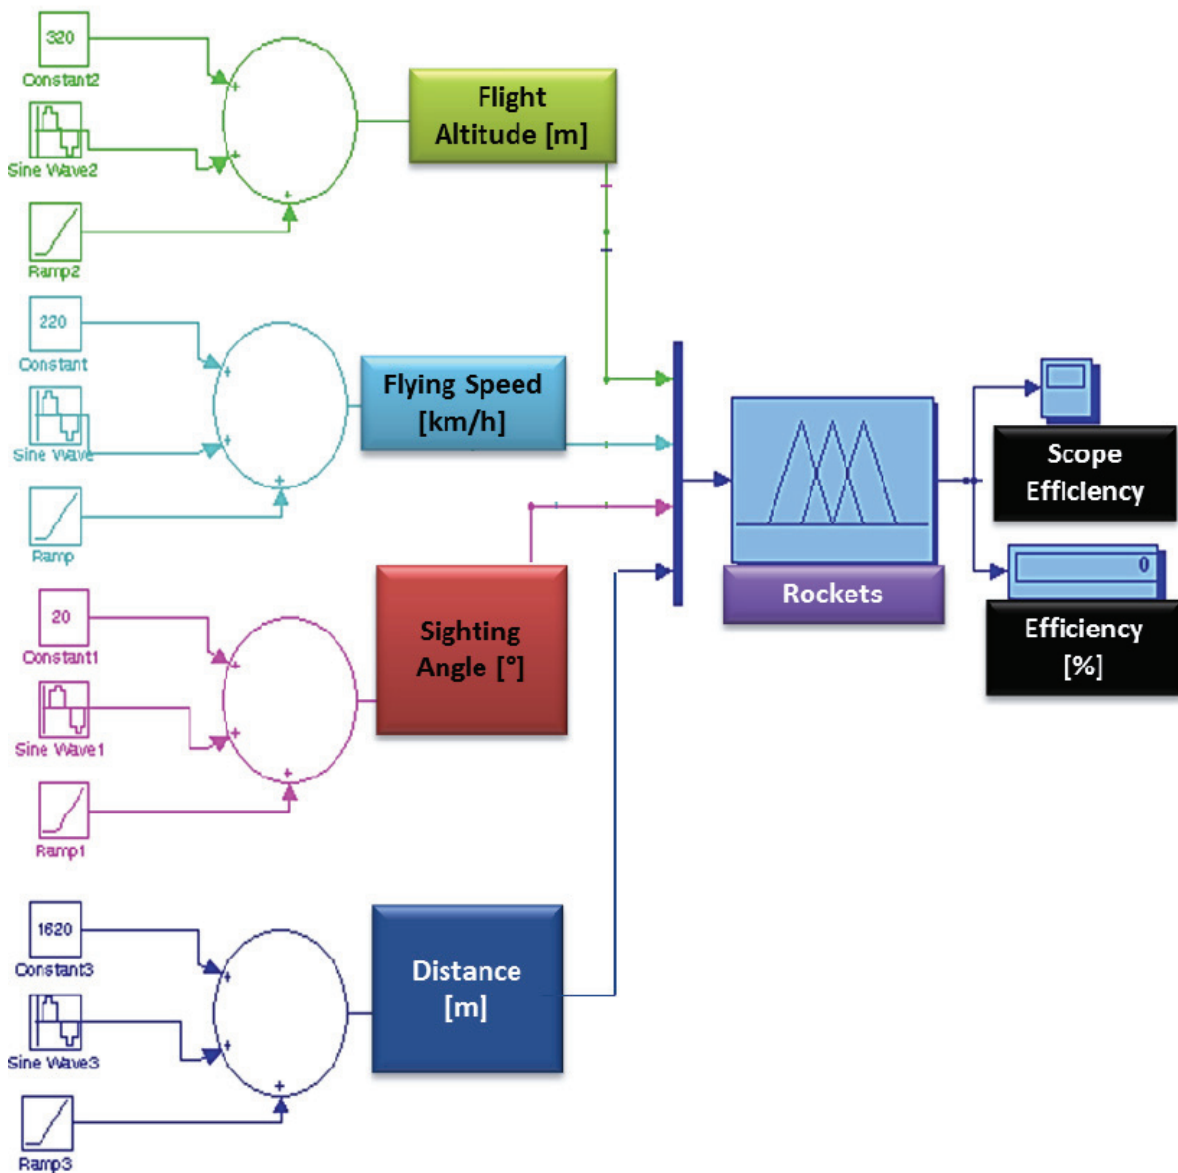 320
Constant2
Sine Wave2
Ramp2
Flight
Altitude [m]
220
Constant
Sine Wave
Ramp
Flying Speed
[km/h]
20
Constant1
Sine Wave1
Ramp1
Sighting
Angle [°]
1620
Constant3
Sine Wave3
Ramp3
Distance
[m]
Rockets
Scope
Efficiency
0
Efficiency
[%]